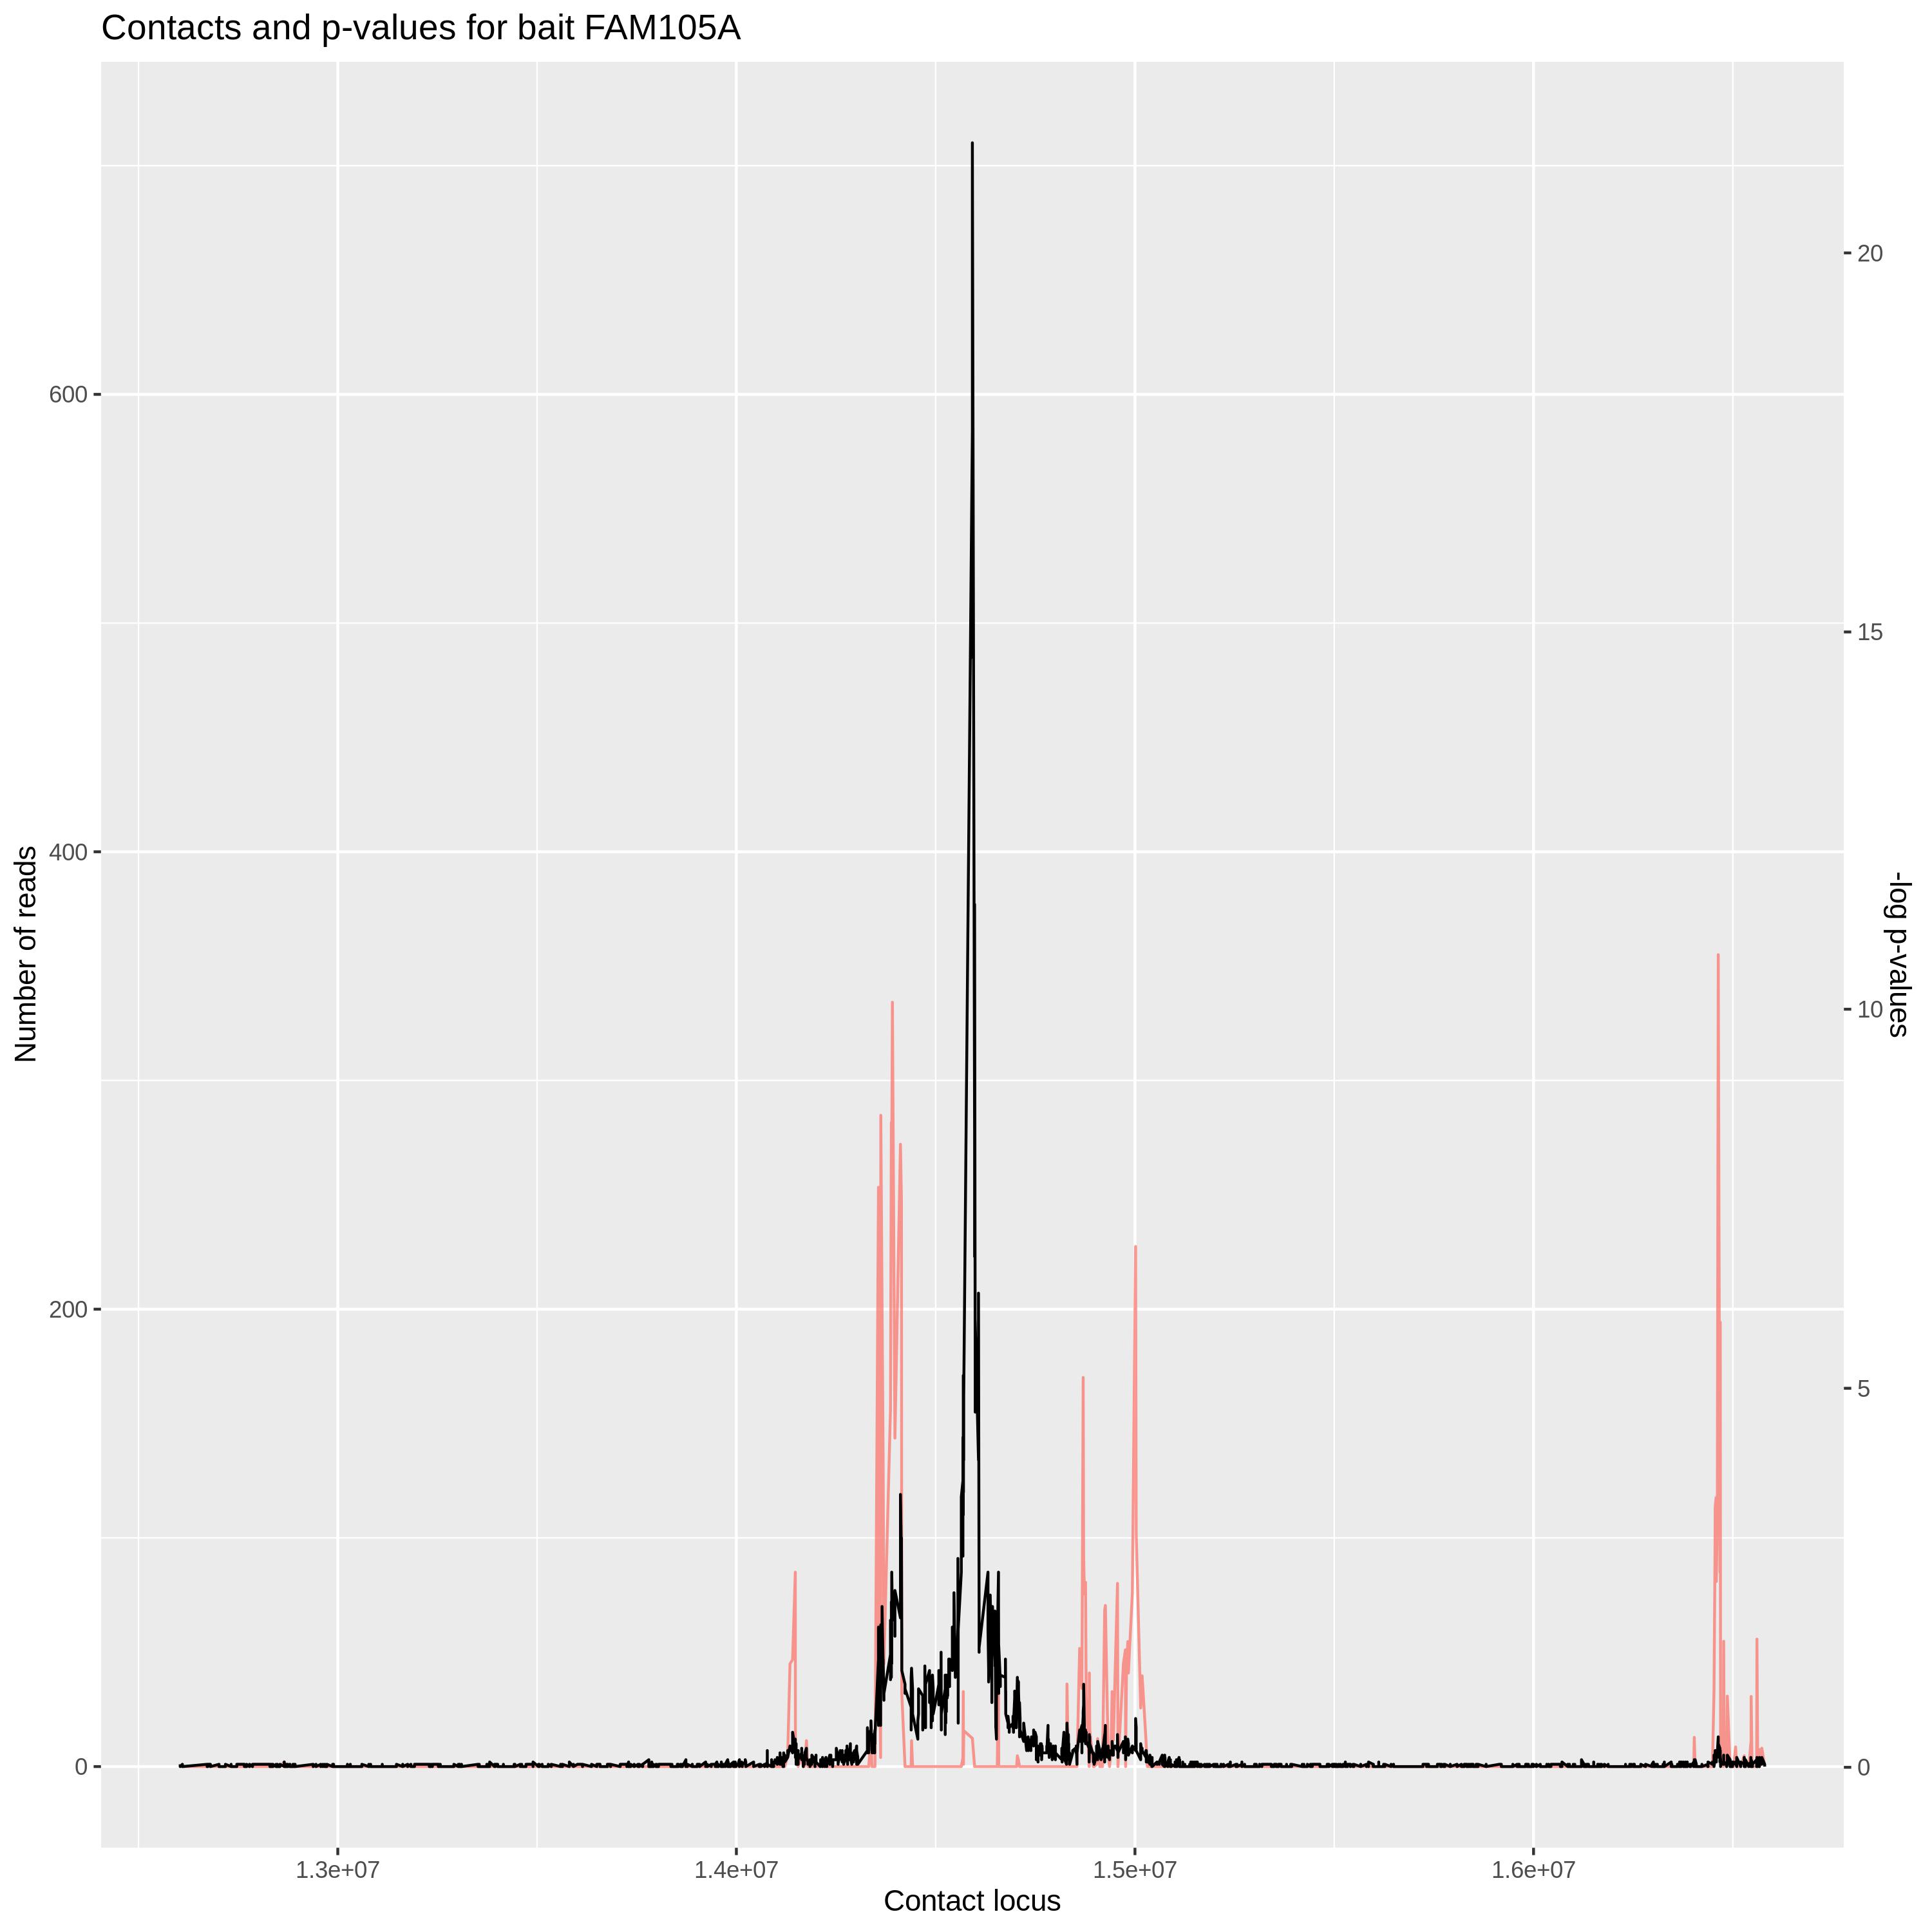 Contacts and p-values for bait FAM105A
Number of reads
600
400
200
0
20
15
10
5
0
-log p-values
1.3e+07 1.4e+07 1.5e+07 1.6e+07
Contact locus